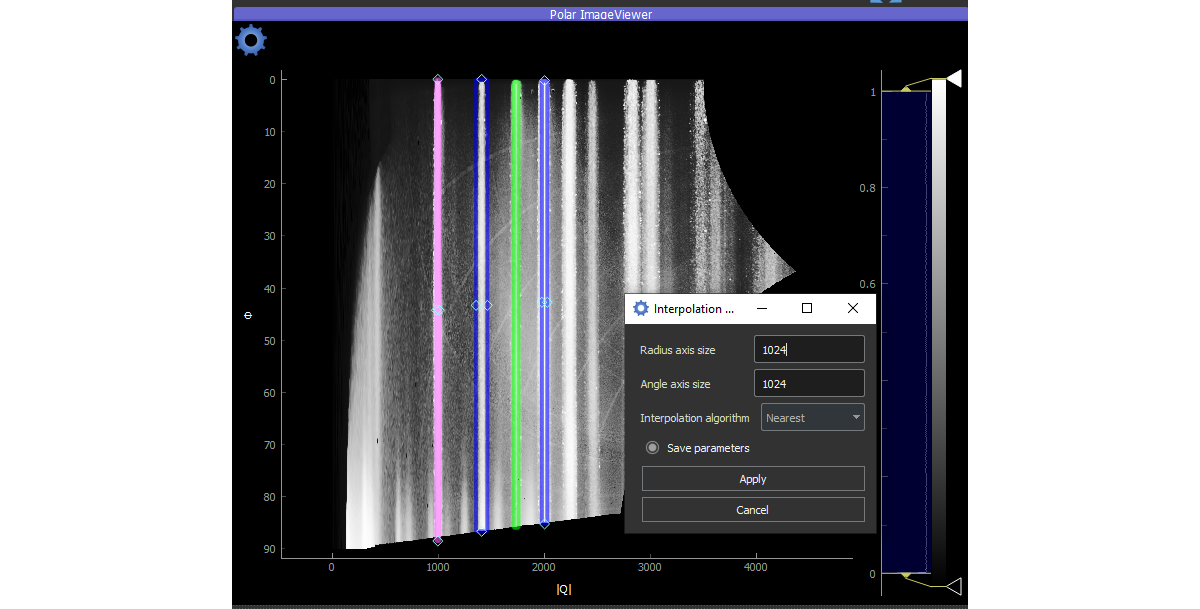 Polar ImageViewer
0
10
20
30
40
50
60
70
80
90
Φ
0
1000
2000
3000
4000
|Q|
1
0.8
0.6
0
Interpolation ...
Radius axis size
1024
Angle axis size
1024
Interpolation algorithm
Nearest
Save parameters
Apply
Cancel